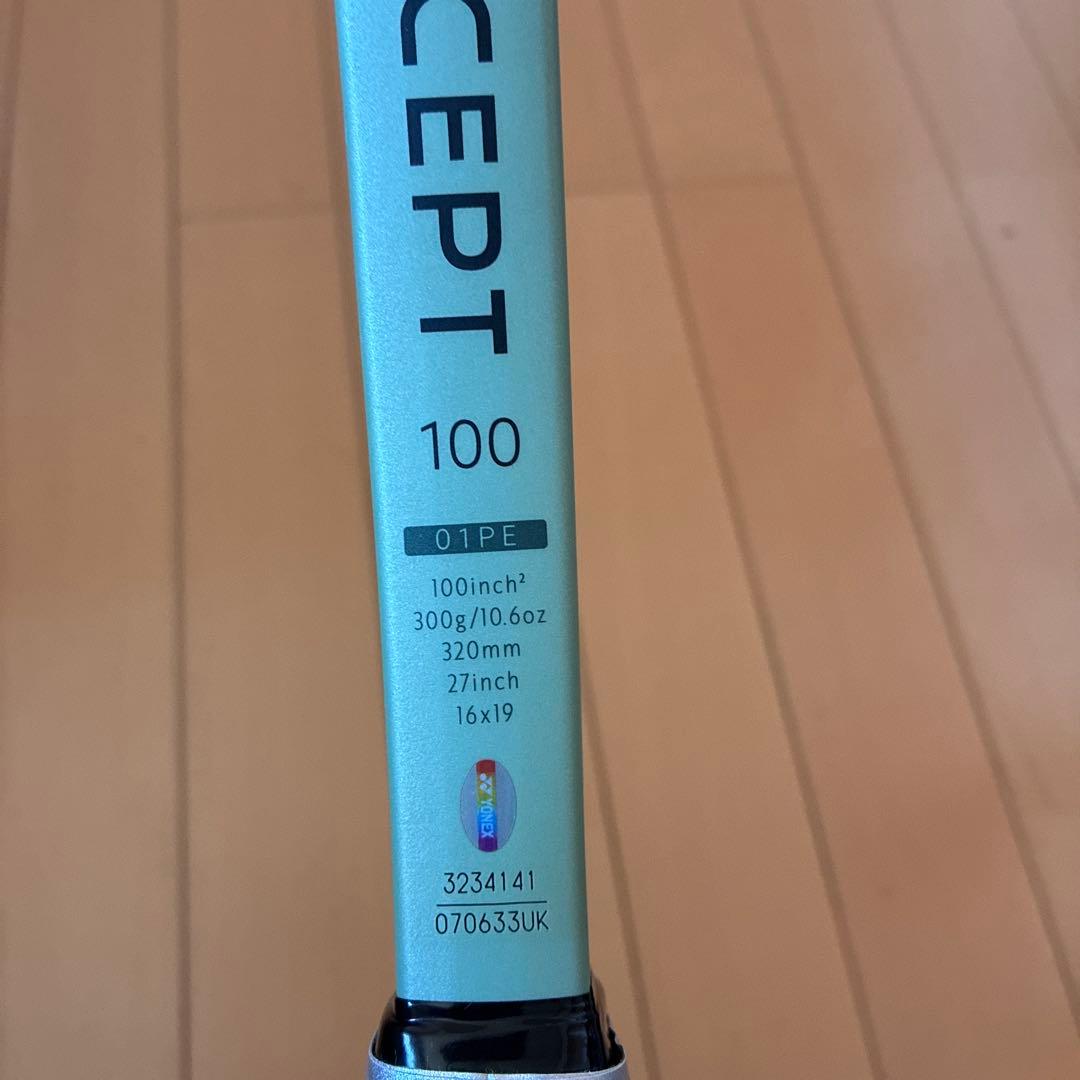 CEPT
100
01PE
100inch²
300g/10.6oz
320mm
27inch
16x19
YONEX
3234141
070633UK